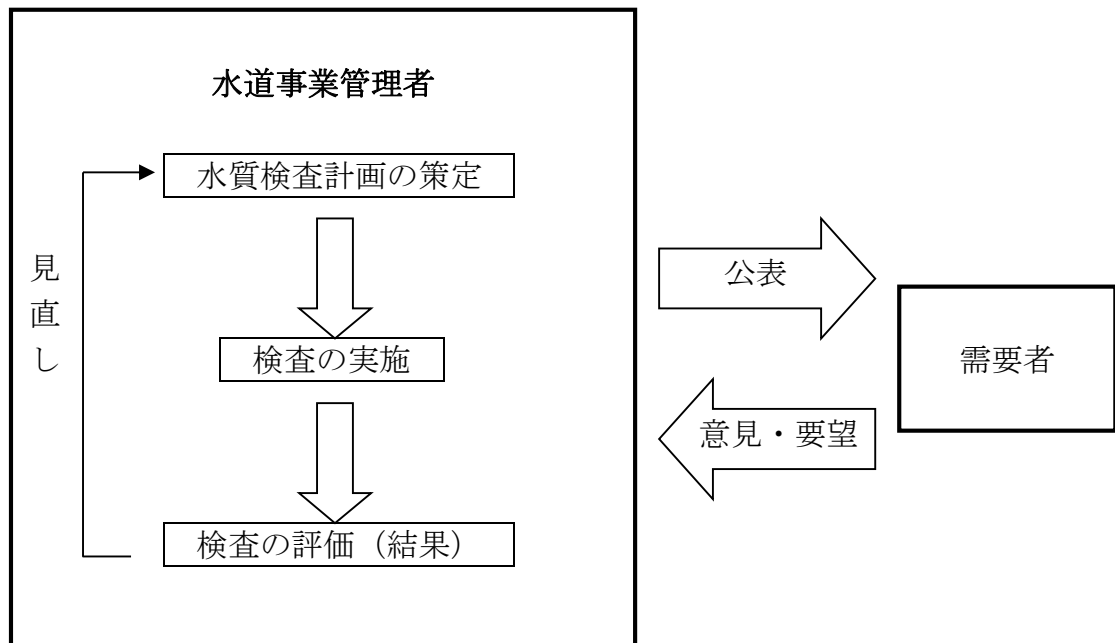 水道事業管理者
水質検査計画の策定
見直し
検査の実施
検査の評価（結果）
公表
意見・要望
需要者